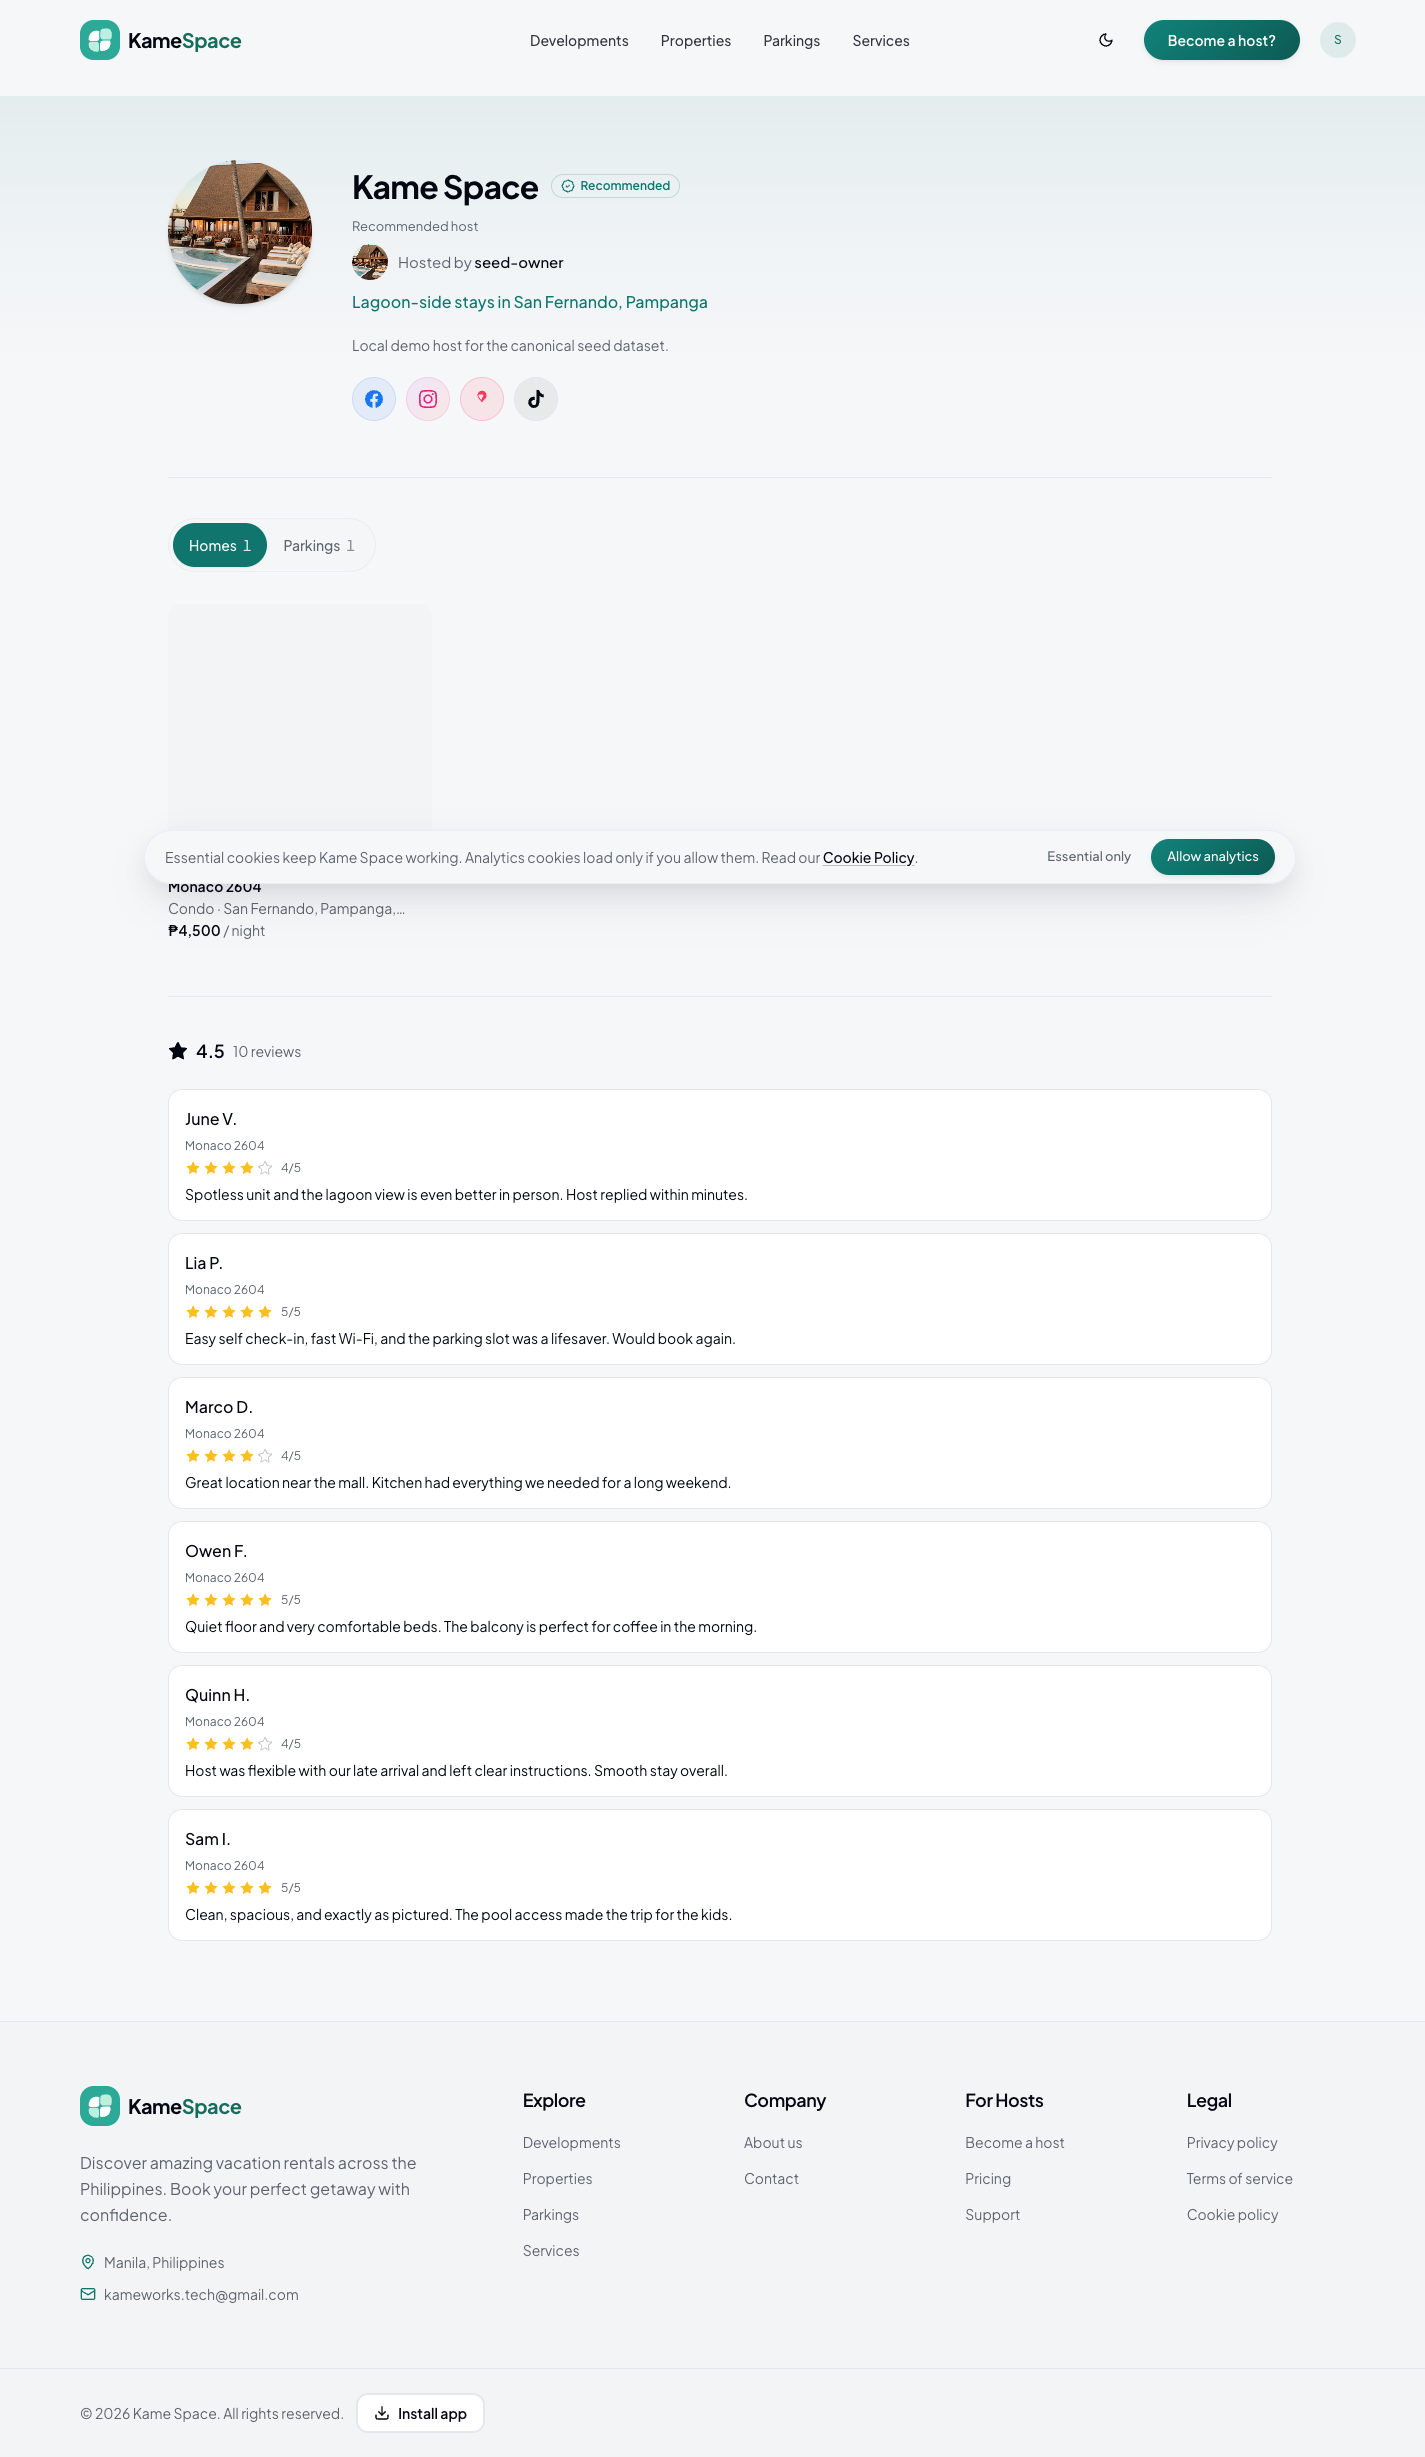 KameSpace
Developments
Properties
Parkings
Services
Become a host?
S
Kame Space
Recommended
Recommended host
Hosted by seed-owner
Lagoon-side stays in San Fernando, Pampanga
Local demo host for the canonical seed dataset.
Homes 1
Parkings 1
Essential cookies keep Kame Space working. Analytics cookies load only if you allow them. Read our Cookie Policy.
Essential only
Allow analytics
Monaco 2604
Condo · San Fernando, Pampanga,...
₱4,500 / night
4.5 10 reviews
June V.
Monaco 2604
4/5
Spotless unit and the lagoon view is even better in person. Host replied within minutes.
Lia P.
Monaco 2604
5/5
Easy self check-in, fast Wi-Fi, and the parking slot was a lifesaver. Would book again.
Marco D.
Monaco 2604
4/5
Great location near the mall. Kitchen had everything we needed for a long weekend.
Owen F.
Monaco 2604
5/5
Quiet floor and very comfortable beds. The balcony is perfect for coffee in the morning.
Quinn H.
Monaco 2604
4/5
Host was flexible with our late arrival and left clear instructions. Smooth stay overall.
Sam I.
Monaco 2604
5/5
Clean, spacious, and exactly as pictured. The pool access made the trip for the kids.
KameSpace
Discover amazing vacation rentals across the
Philippines. Book your perfect getaway with
confidence.
Manila, Philippines
kameworks.tech@gmail.com
Explore
Developments
Properties
Parkings
Services
Company
About us
Contact
For Hosts
Become a host
Pricing
Support
Legal
Privacy policy
Terms of service
Cookie policy
© 2026 Kame Space. All rights reserved.
Install app